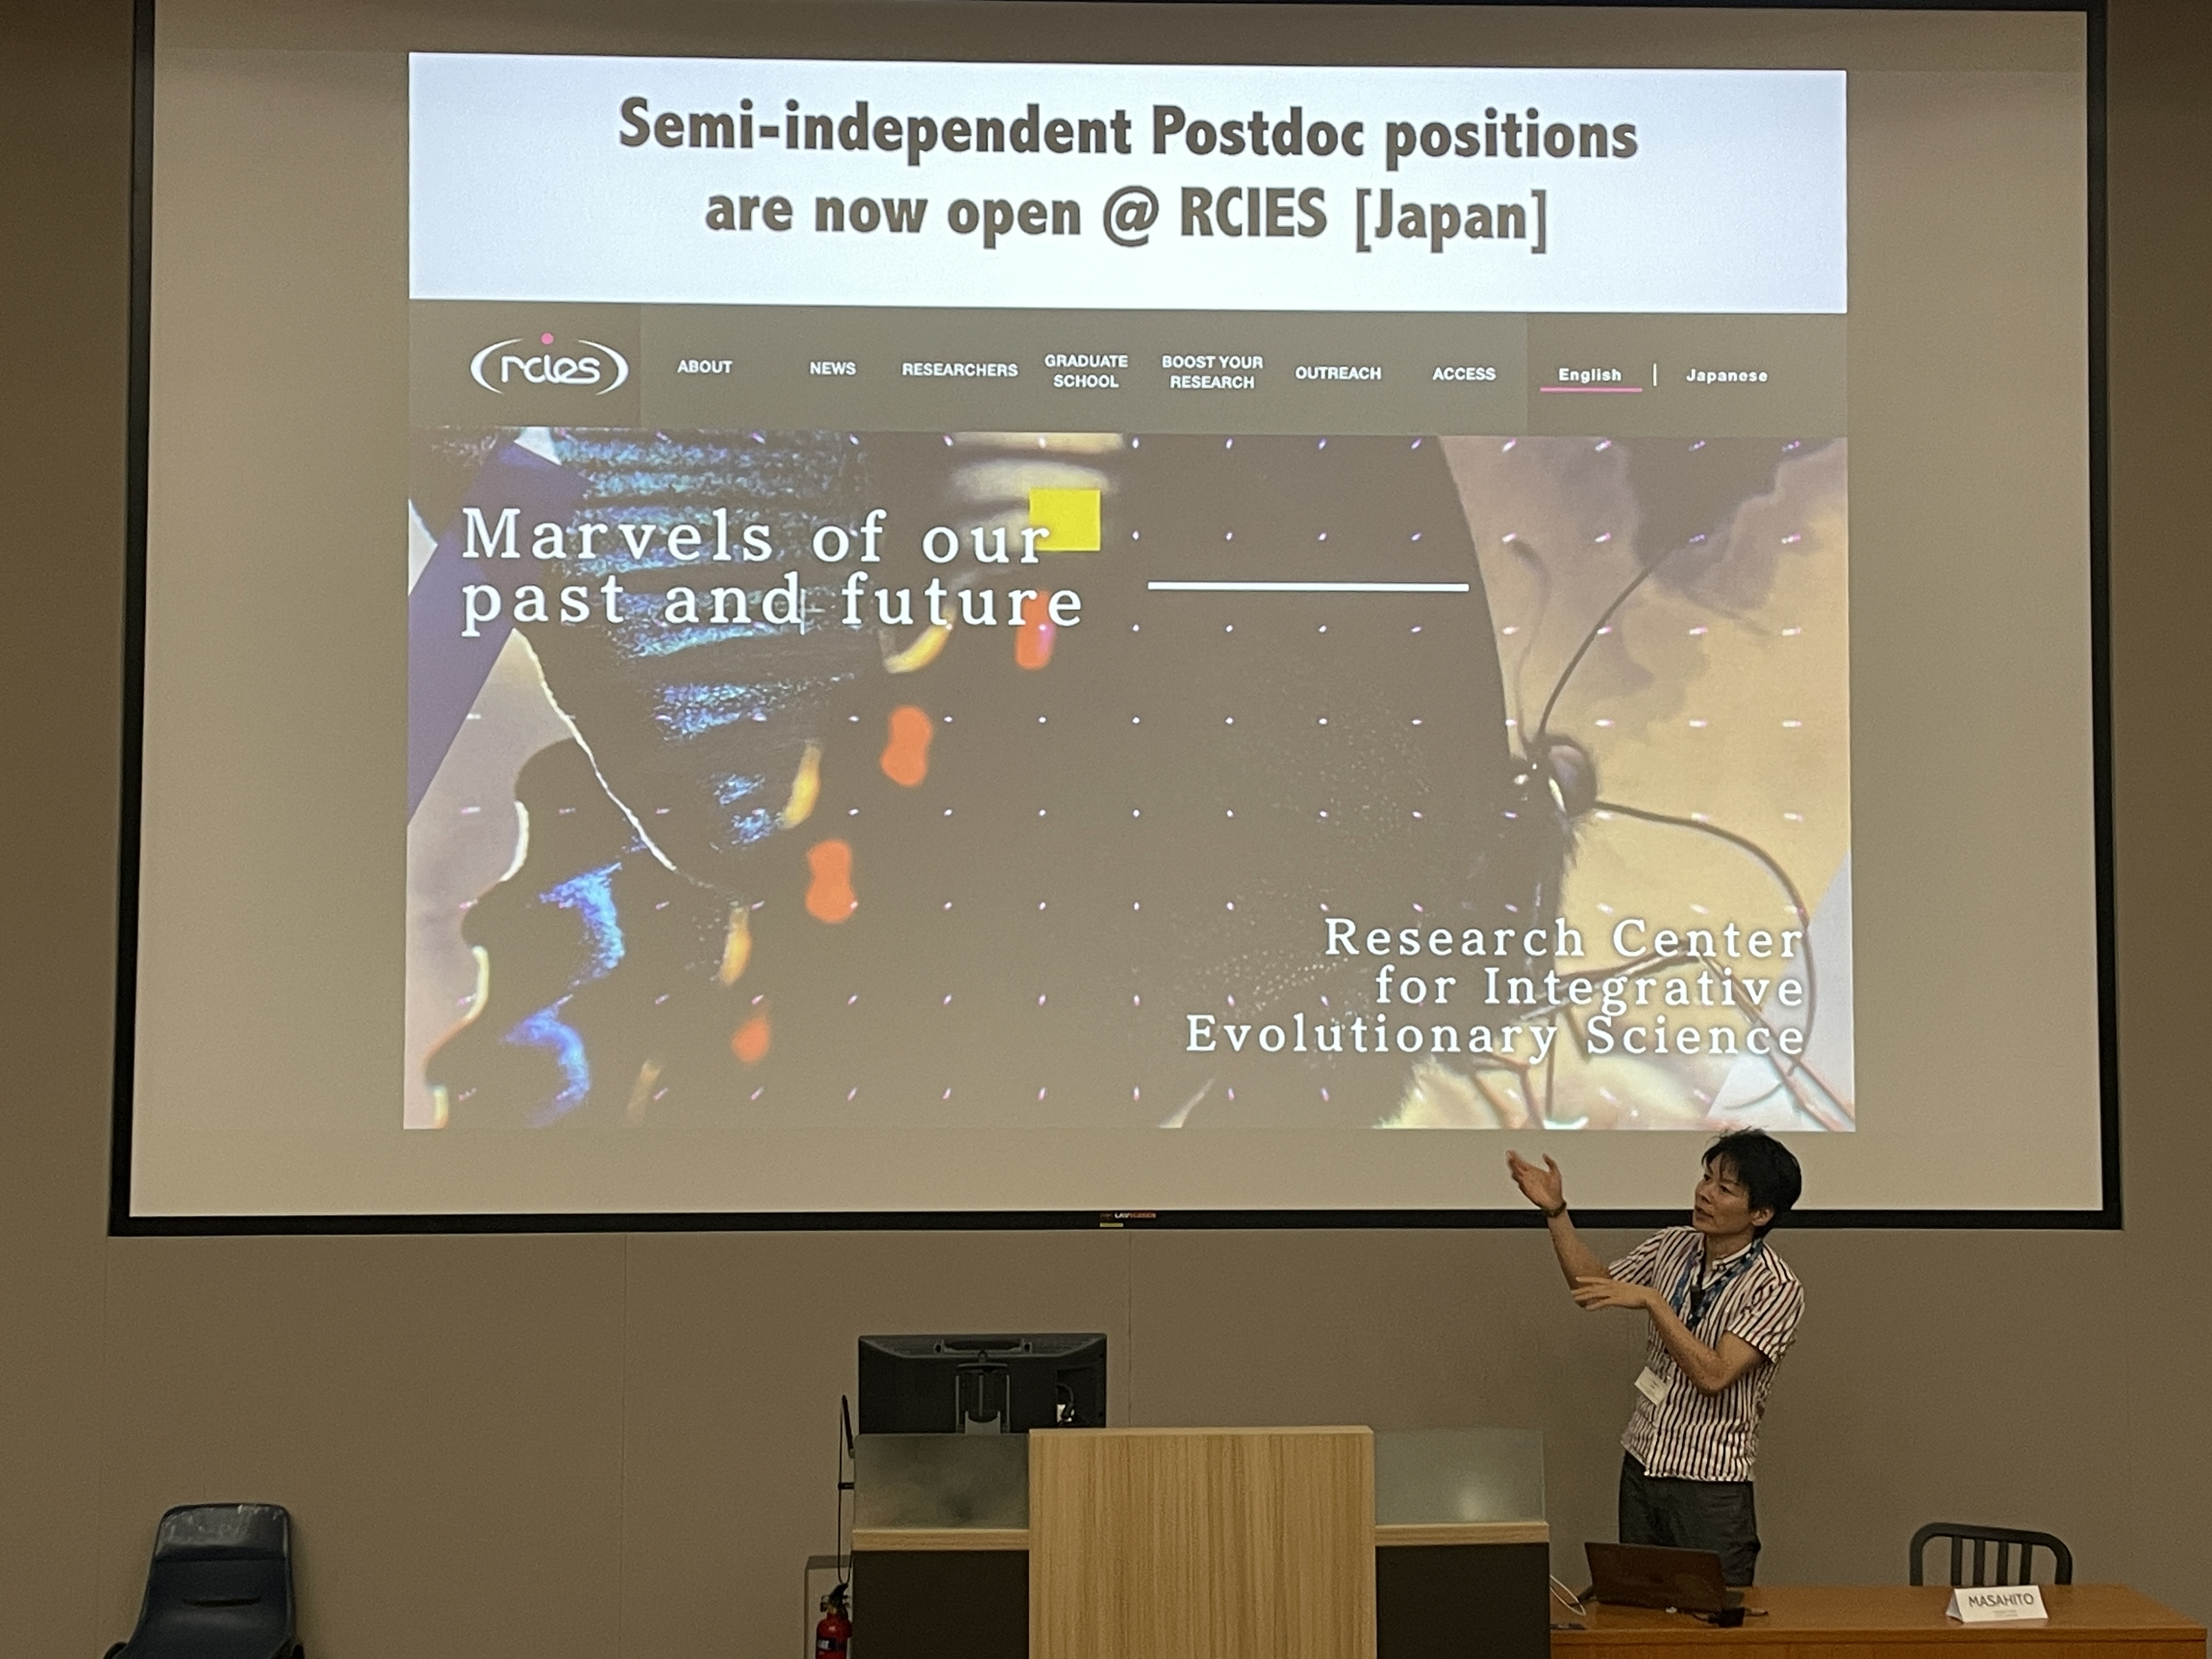 Semi-independent Postdoc positions
are now open @ RCIES [Japan]
rcies
ABOUT
NEWS
RESEARCHERS
GRADUATE
SCHOOL
BOOST YOUR
RESEARCH
OUTREACH
ACCESS
English | Japanese
Marvels of our
past and future
Research Center
for Integrative
Evolutionary Science
MASAHITO